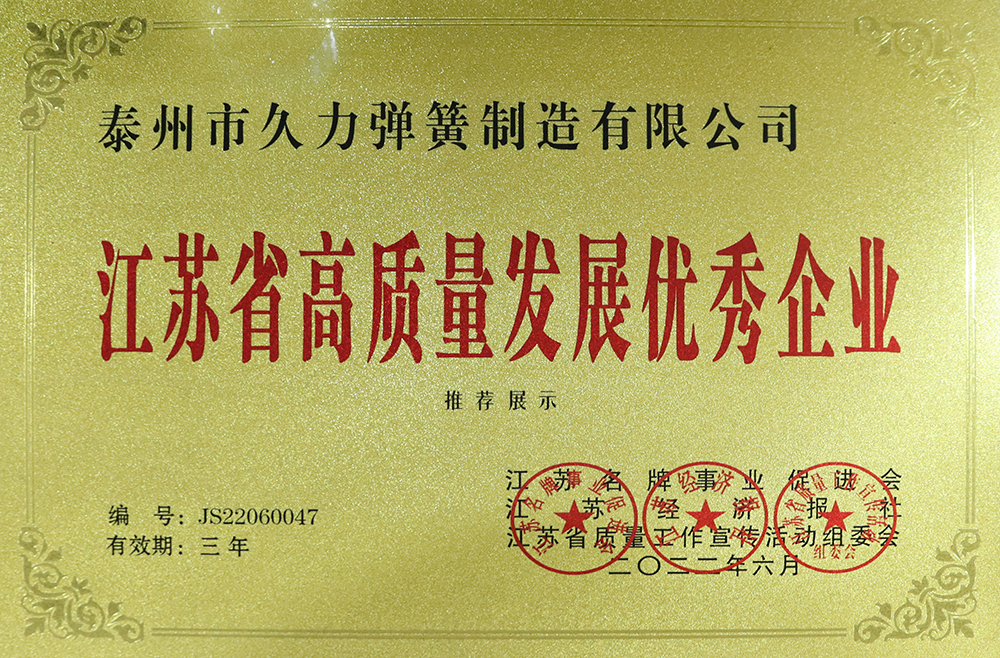 泰州市久力弹簧制造有限公司
江苏省高质量发展优秀企业
推荐展示
江苏名牌事业促进会
江苏经济报社
江苏省质量工作宣传活动组委会
二〇二二年六月
编 号：JS22060047
有效期：三年
组委会